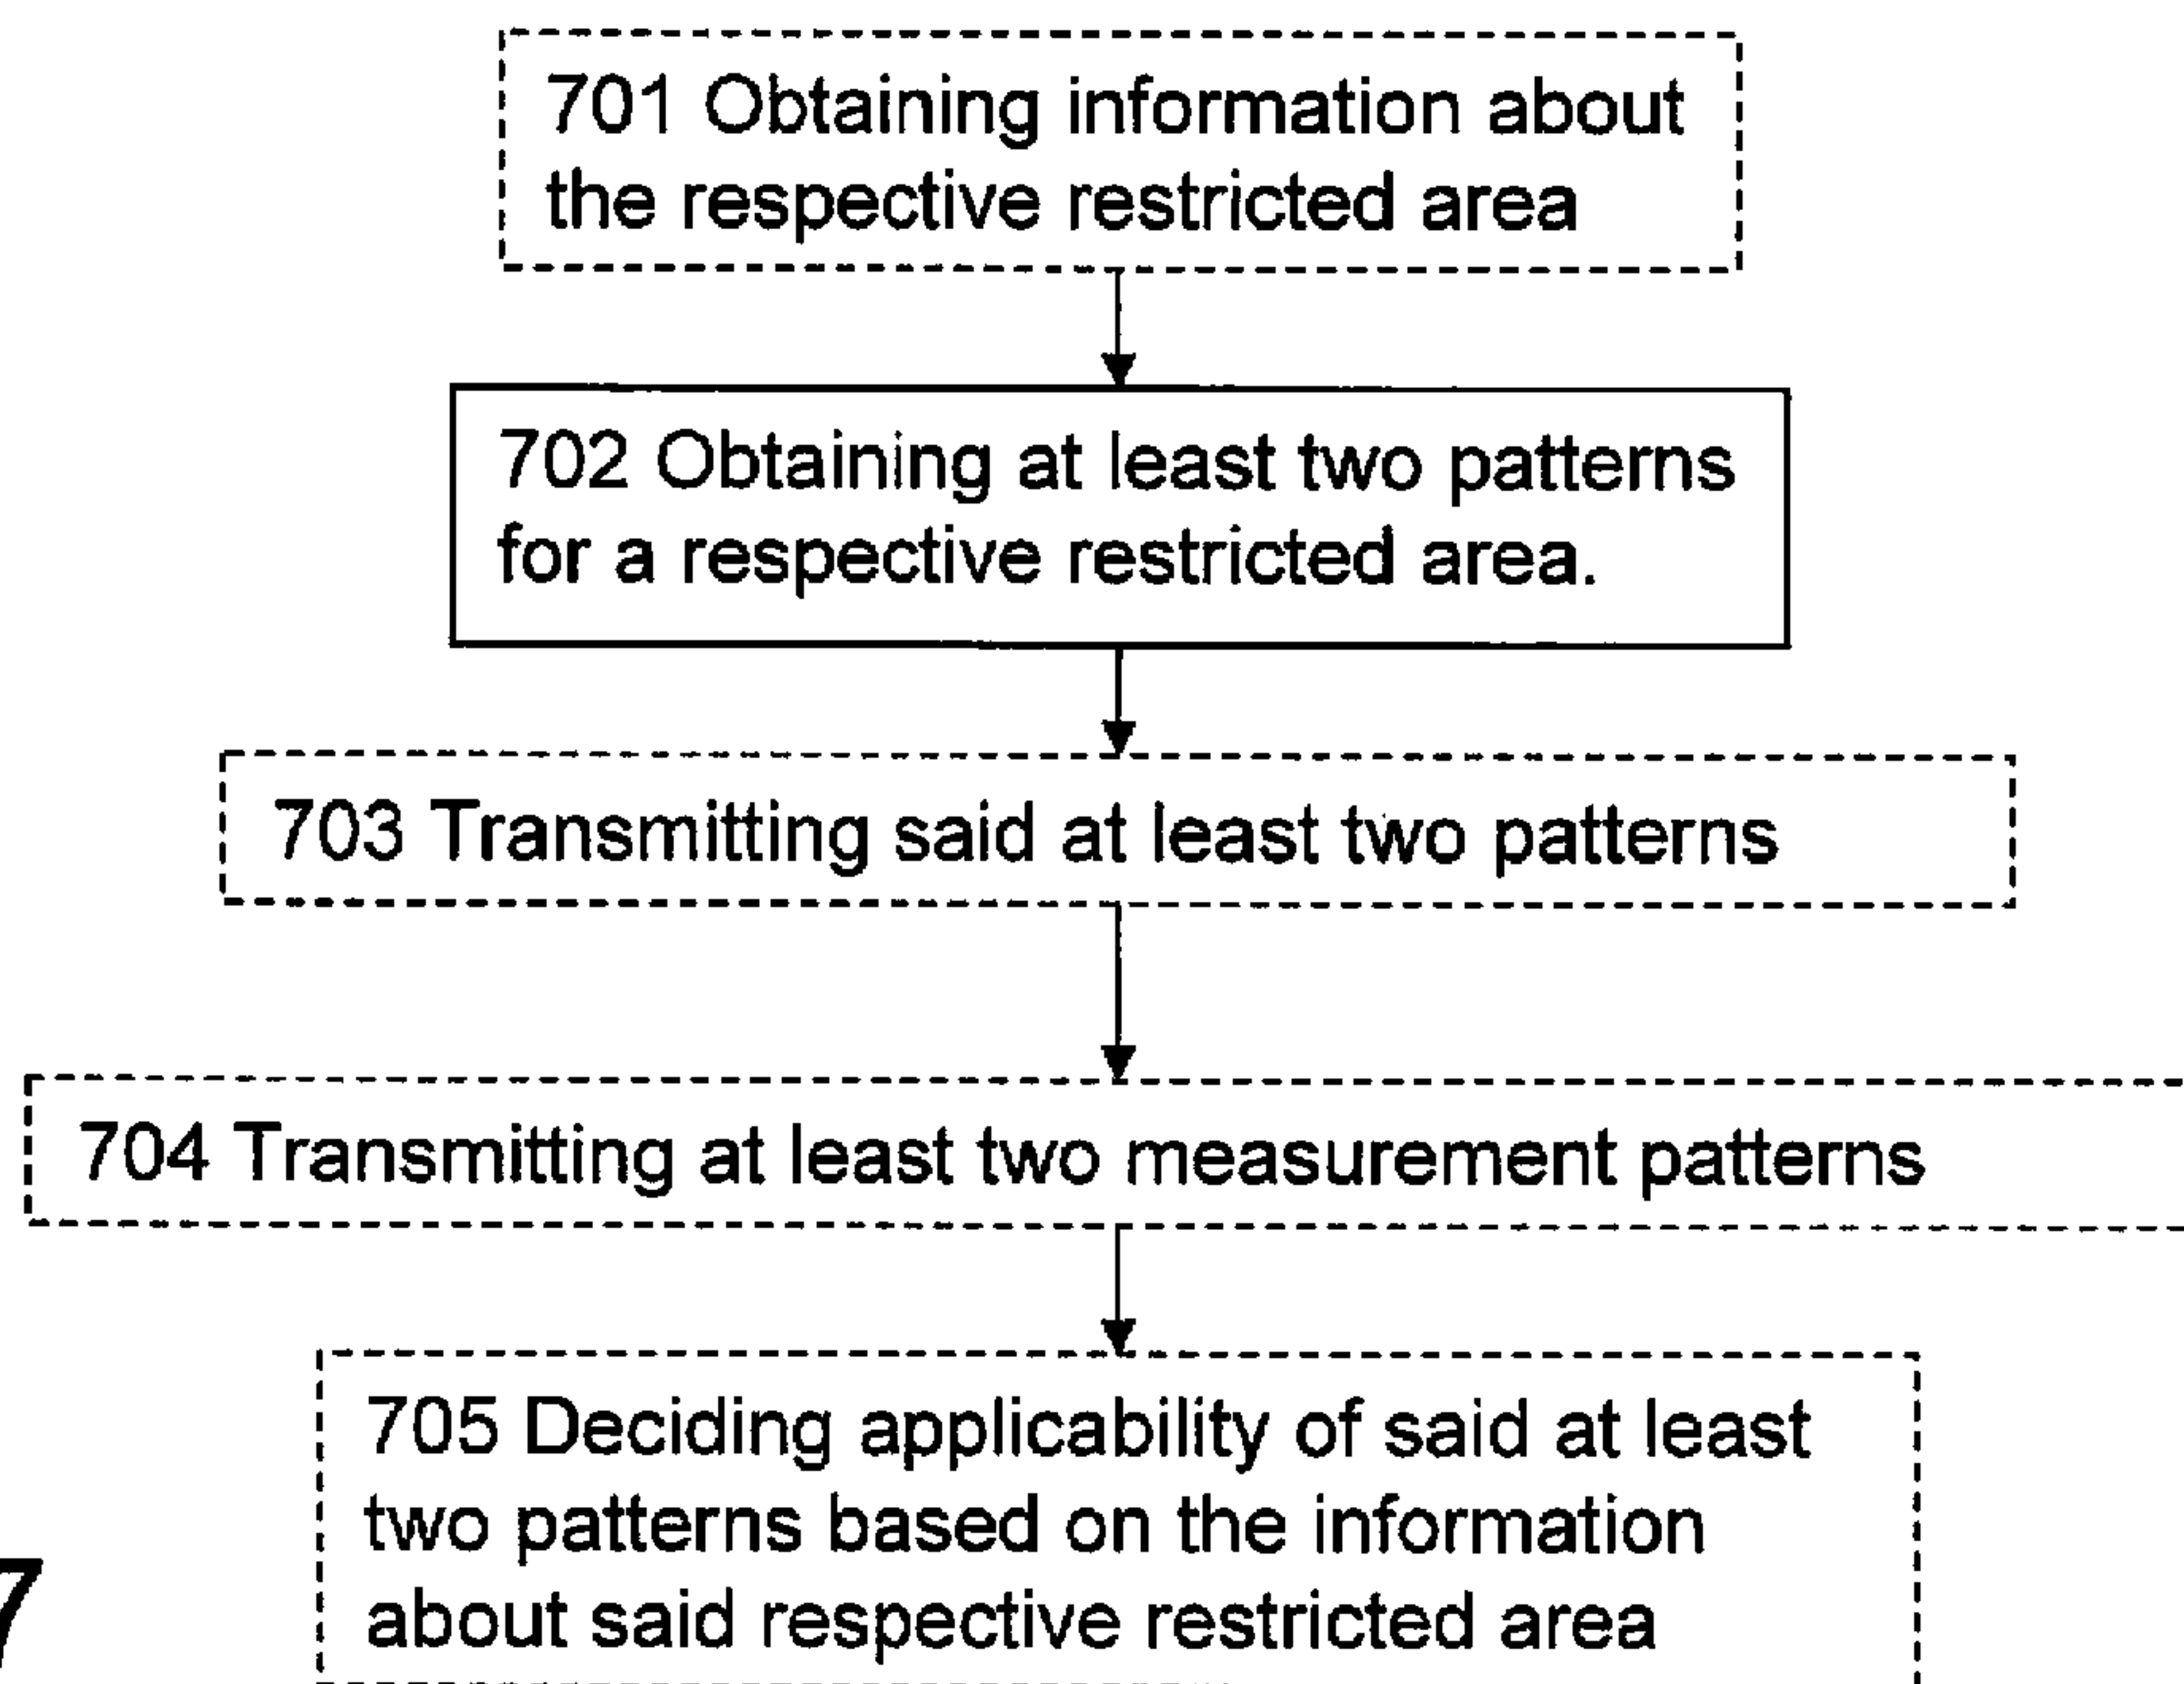 701 Obtaining information about
the respective restricted area
702 Obtaining at least two patterns
for a respective restricted area.
703 Transmitting said at least two patterns
704 Transmitting at least two measurement patterns
705 Deciding applicability of said at least
two patterns based on the information
about said respective restricted area
7